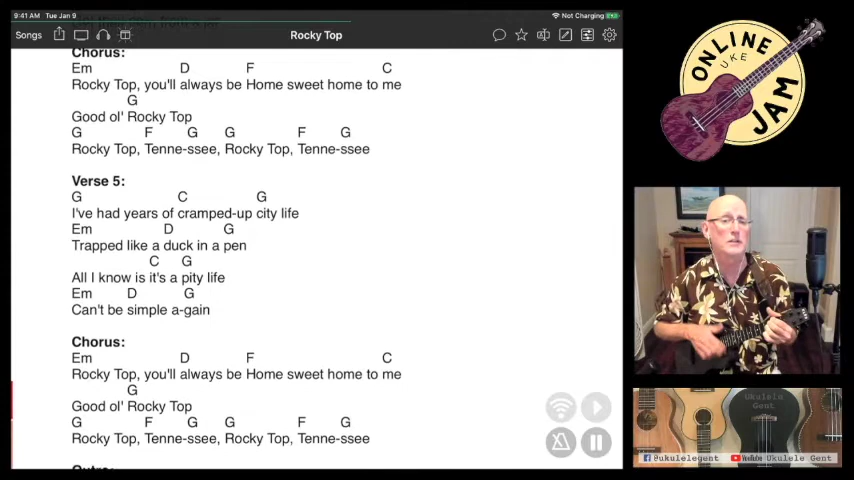 9:41 AM Tue Jan 9
Not Charging
Songs
Rocky Top
Chorus:
Em D F C
Rocky Top, you'll always be Home sweet home to me
G
Good ol' Rocky Top
G F G G F G
Rocky Top, Tenne-ssee, Rocky Top, Tenne-ssee
Verse 5:
G C G
I've had years of cramped-up city life
Em D G
Trapped like a duck in a pen
C G
All I know is it's a pity life
Em D G
Can't be simple a-gain
Chorus:
Em D F C
Rocky Top, you'll always be Home sweet home to me
G
Good ol' Rocky Top
G F G G F G
Rocky Top, Tenne-ssee, Rocky Top, Tenne-ssee
Outro:
ONLINE
UKE
JAM
Ukulele
Gent
@ukulelegent
YouTube Ukulele Gent